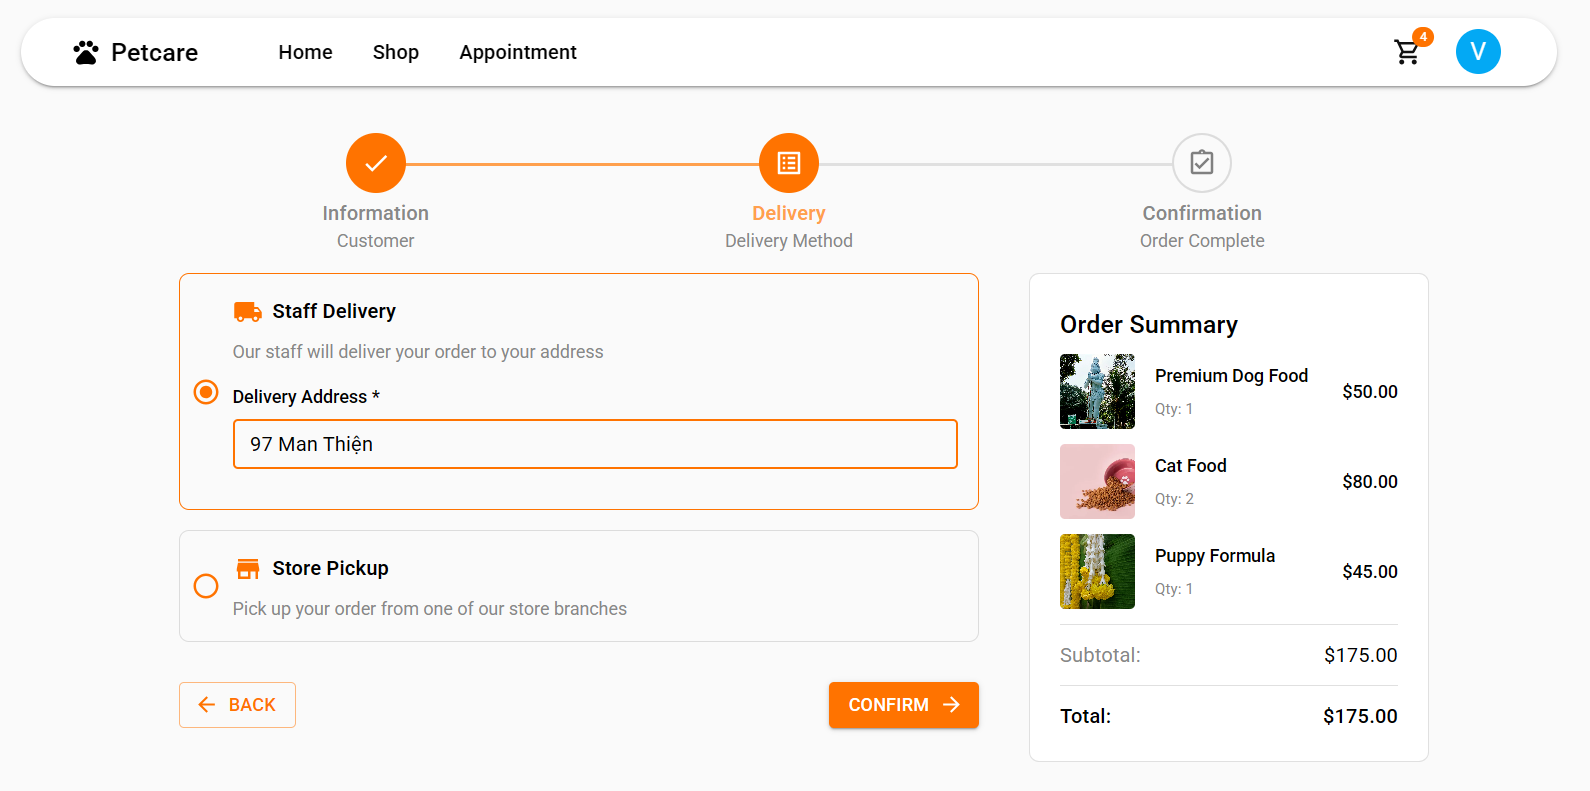 Petcare
Home
Shop
Appointment
4
V
Information
Customer
Delivery
Delivery Method
Confirmation
Order Complete
Staff Delivery
Our staff will deliver your order to your address
Delivery Address *
97 Man Thiện
Store Pickup
Pick up your order from one of our store branches
BACK
CONFIRM
Order Summary
Premium Dog Food
Qty: 1
$50.00
Cat Food
Qty: 2
$80.00
Puppy Formula
Qty: 1
$45.00
Subtotal: $175.00
Total: $175.00